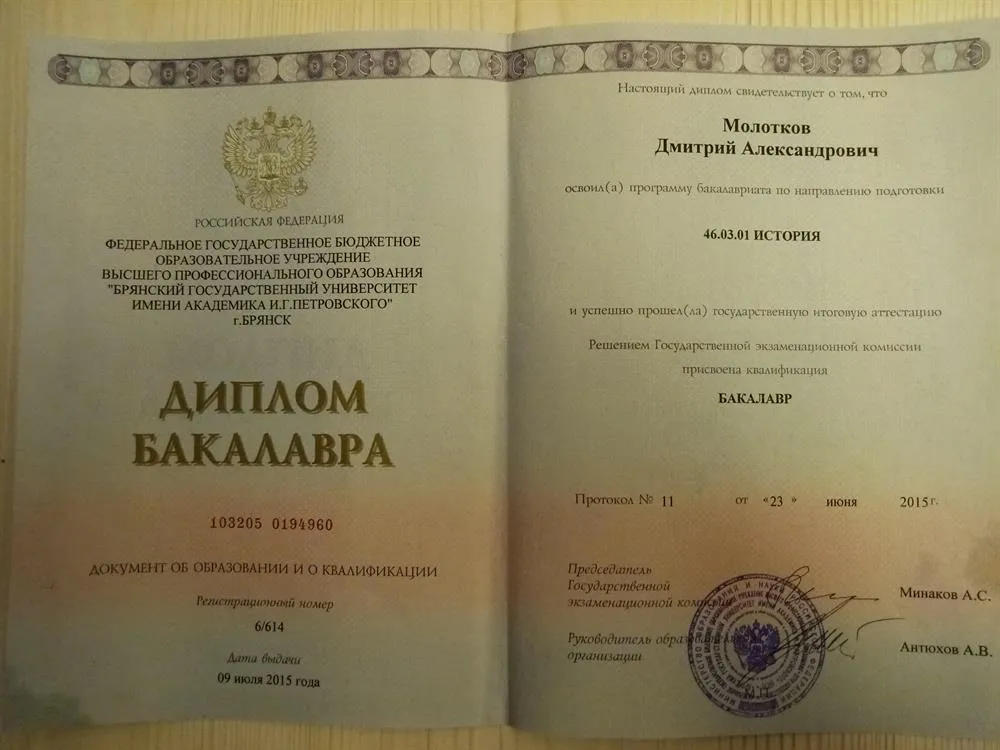 РОССИЙСКАЯ ФЕДЕРАЦИЯ
ФЕДЕРАЛЬНОЕ ГОСУДАРСТВЕННОЕ БЮДЖЕТНОЕ
ОБРАЗОВАТЕЛЬНОЕ УЧРЕЖДЕНИЕ
ВЫСШЕГО ПРОФЕССИОНАЛЬНОГО ОБРАЗОВАНИЯ
"БРЯНСКИЙ ГОСУДАРСТВЕННЫЙ УНИВЕРСИТЕТ
ИМЕНИ АКАДЕМИКА И.Г.ПЕТРОВСКОГО"
г.БРЯНСК
ДИПЛОМ
БАКАЛАВРА
103205 0194960
ДОКУМЕНТ ОБ ОБРАЗОВАНИИ И О КВАЛИФИКАЦИИ
Регистрационный номер
6/614
Дата выдачи
09 июля 2015 года
Настоящий диплом свидетельствует о том, что
Молотков
Дмитрий Александрович
освоил(а) программу бакалавриата по направлению подготовки
46.03.01 ИСТОРИЯ
и успешно прошел(ла) государственную итоговую аттестацию
Решением Государственной экзаменационной комиссии
присвоена квалификация
БАКАЛАВР
Протокол № 11 от «23 » июня 2015 г.
Председатель
Государственной
экзаменационной комиссии Минаков А.С.
Руководитель образовательной
организации Антюхов А.В.